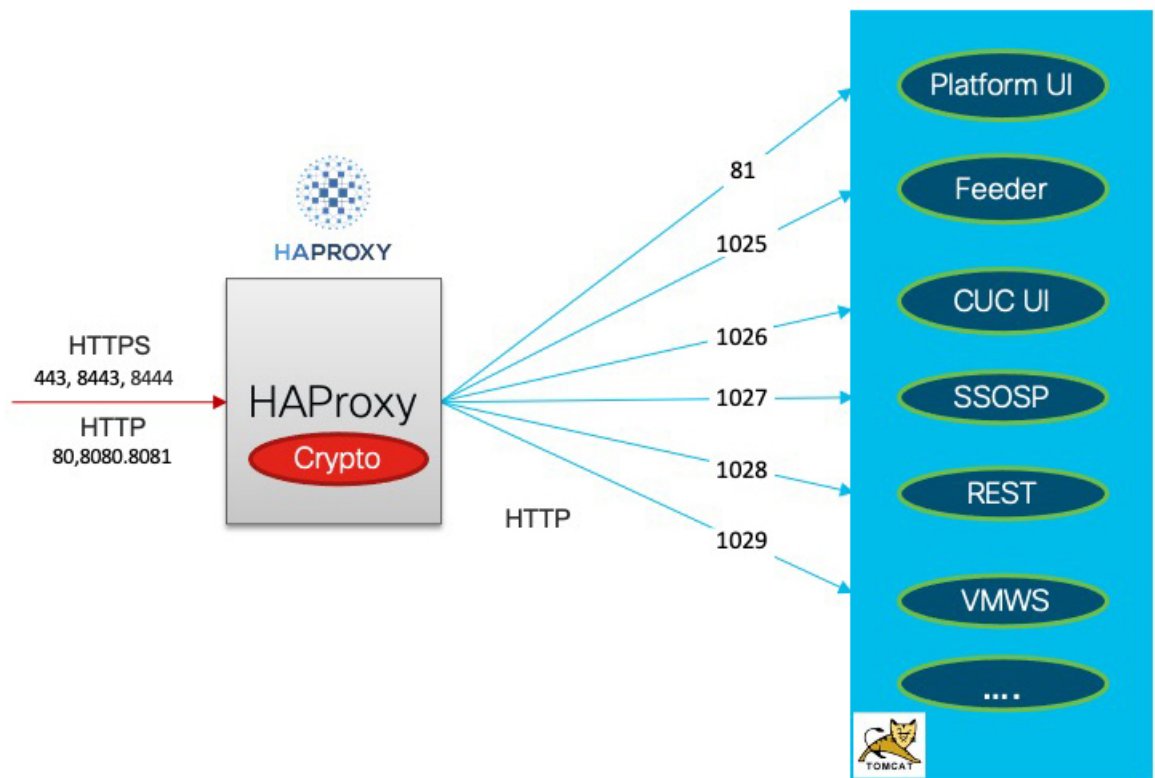 HAPROXY
HTTPS
443, 8443, 8444
HTTP
80,8080.8081
HAProxy
Crypto
HTTP
81
1025
1026
1027
1028
1029
Platform UI
Feeder
CUC UI
SSOSP
REST
VMWS
....
TOMCAT